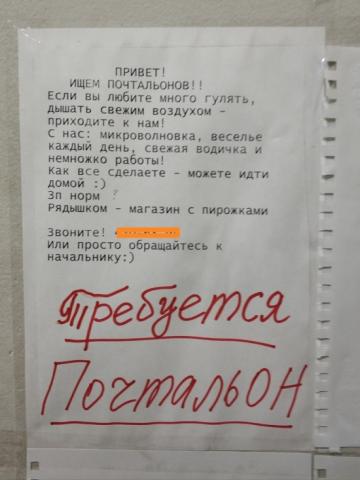 ПРИВЕТ!
ИЩЕМ ПОЧТАЛЬОНОВ!!
Если вы любите много гулять,
дышать свежим воздухом -
приходите к нам!
С нас: микроволновка, веселье
каждый день, свежая водичка и
немножко работы!
Как все сделаете - можете идти
домой :)
Зп норм ?
Рядышком - магазин с пирожками
Звоните!
Или просто обращайтесь к
начальнику:)
Требуется
Почтальон